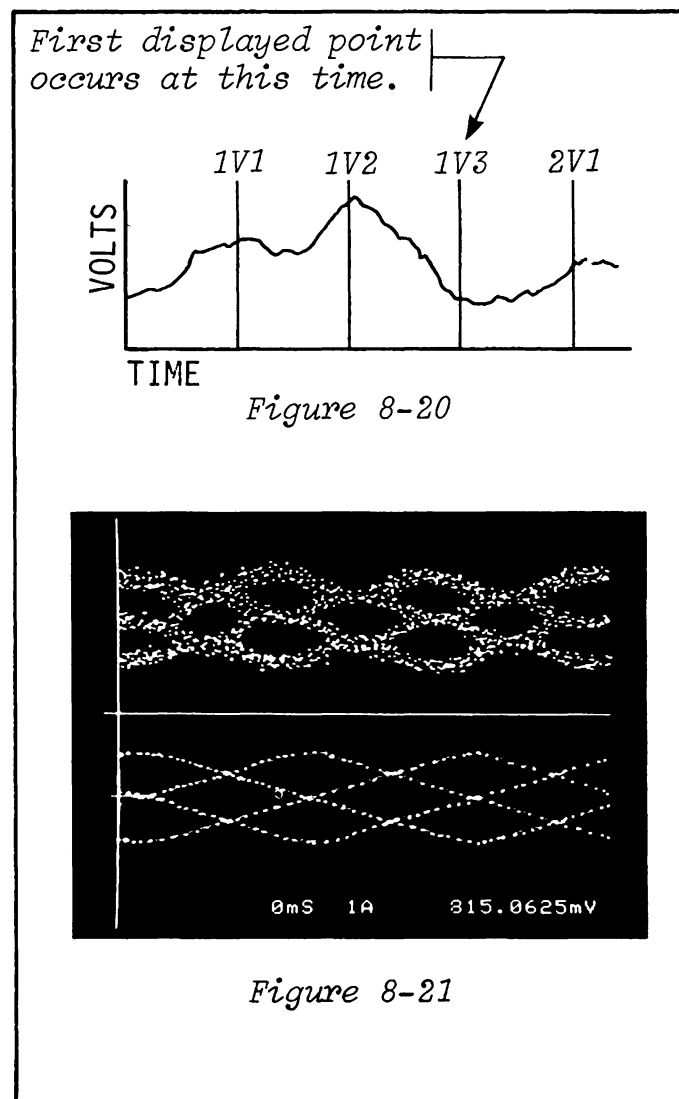 First displayed point
occurs at this time.
1V1 1V2 1V3 2V1
VOLTS
TIME
Figure 8-20
0mS 1A 815.0625mV
Figure 8-21